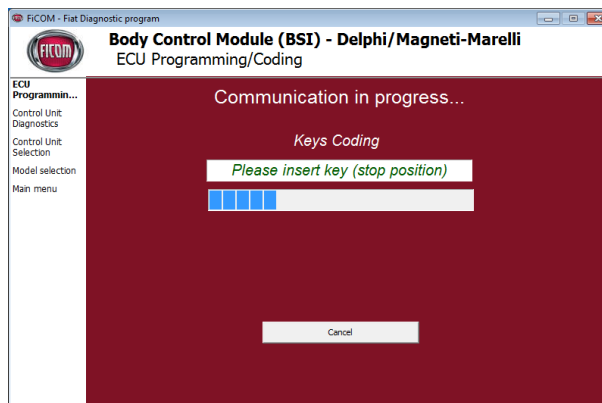 FiCOM - Fiat Diagnostic program
FICOM
Body Control Module (BSI) - Delphi/Magneti-Marelli
ECU Programming/Coding
ECU
Programmin...
Control Unit
Diagnostics
Control Unit
Selection
Model selection
Main menu
Communication in progress...
Keys Coding
Please insert key (stop position)
Cancel